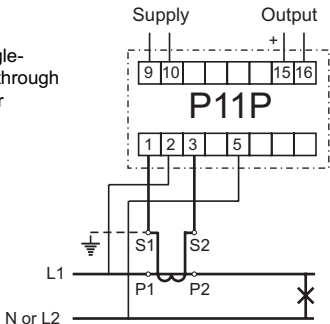 Supply Output
gle-
through
r
+
9 10 15 16
P11P
1 2 3 5
S1 S2
L1
P1 P2
N or L2